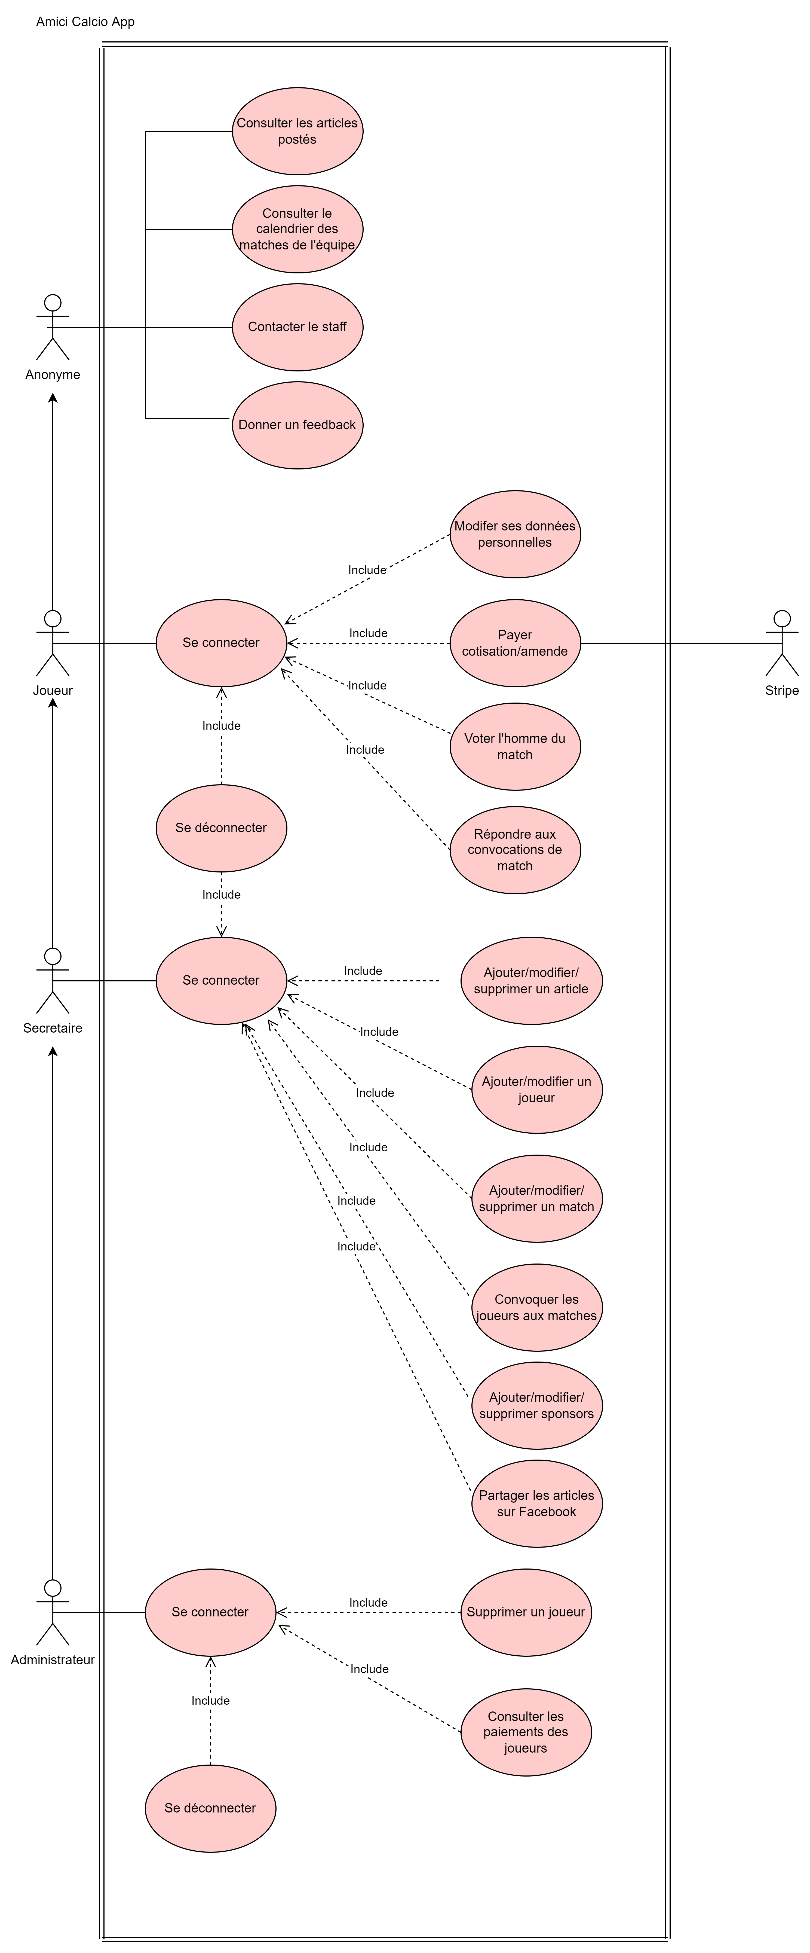 Amici Calcio App
Consulter les articles
postés
Consulter le
calendrier des
matches de l'équipe
Contacter le staff
Anonyme
Donner un feedback
Modifer ses données
personnelles
Include
Se connecter
Include
Payer
cotisation/amende
Joueur
Stripe
Include
Include
Voter l'homme du
match
Include
Se déconnecter
Répondre aux
convocations de
match
Include
Se connecter
Include
Ajouter/modifier/
supprimer un article
Secretaire
Include
Ajouter/modifier un
joueur
Include
Include
Ajouter/modifier/
supprimer un match
Include
Include
Convoquer les
joueurs aux matches
Ajouter/modifier/
supprimer sponsors
Partager les articles
sur Facebook
Se connecter
Include
Supprimer un joueur
Administrateur
Include
Include
Consulter les
paiements des
joueurs
Se déconnecter